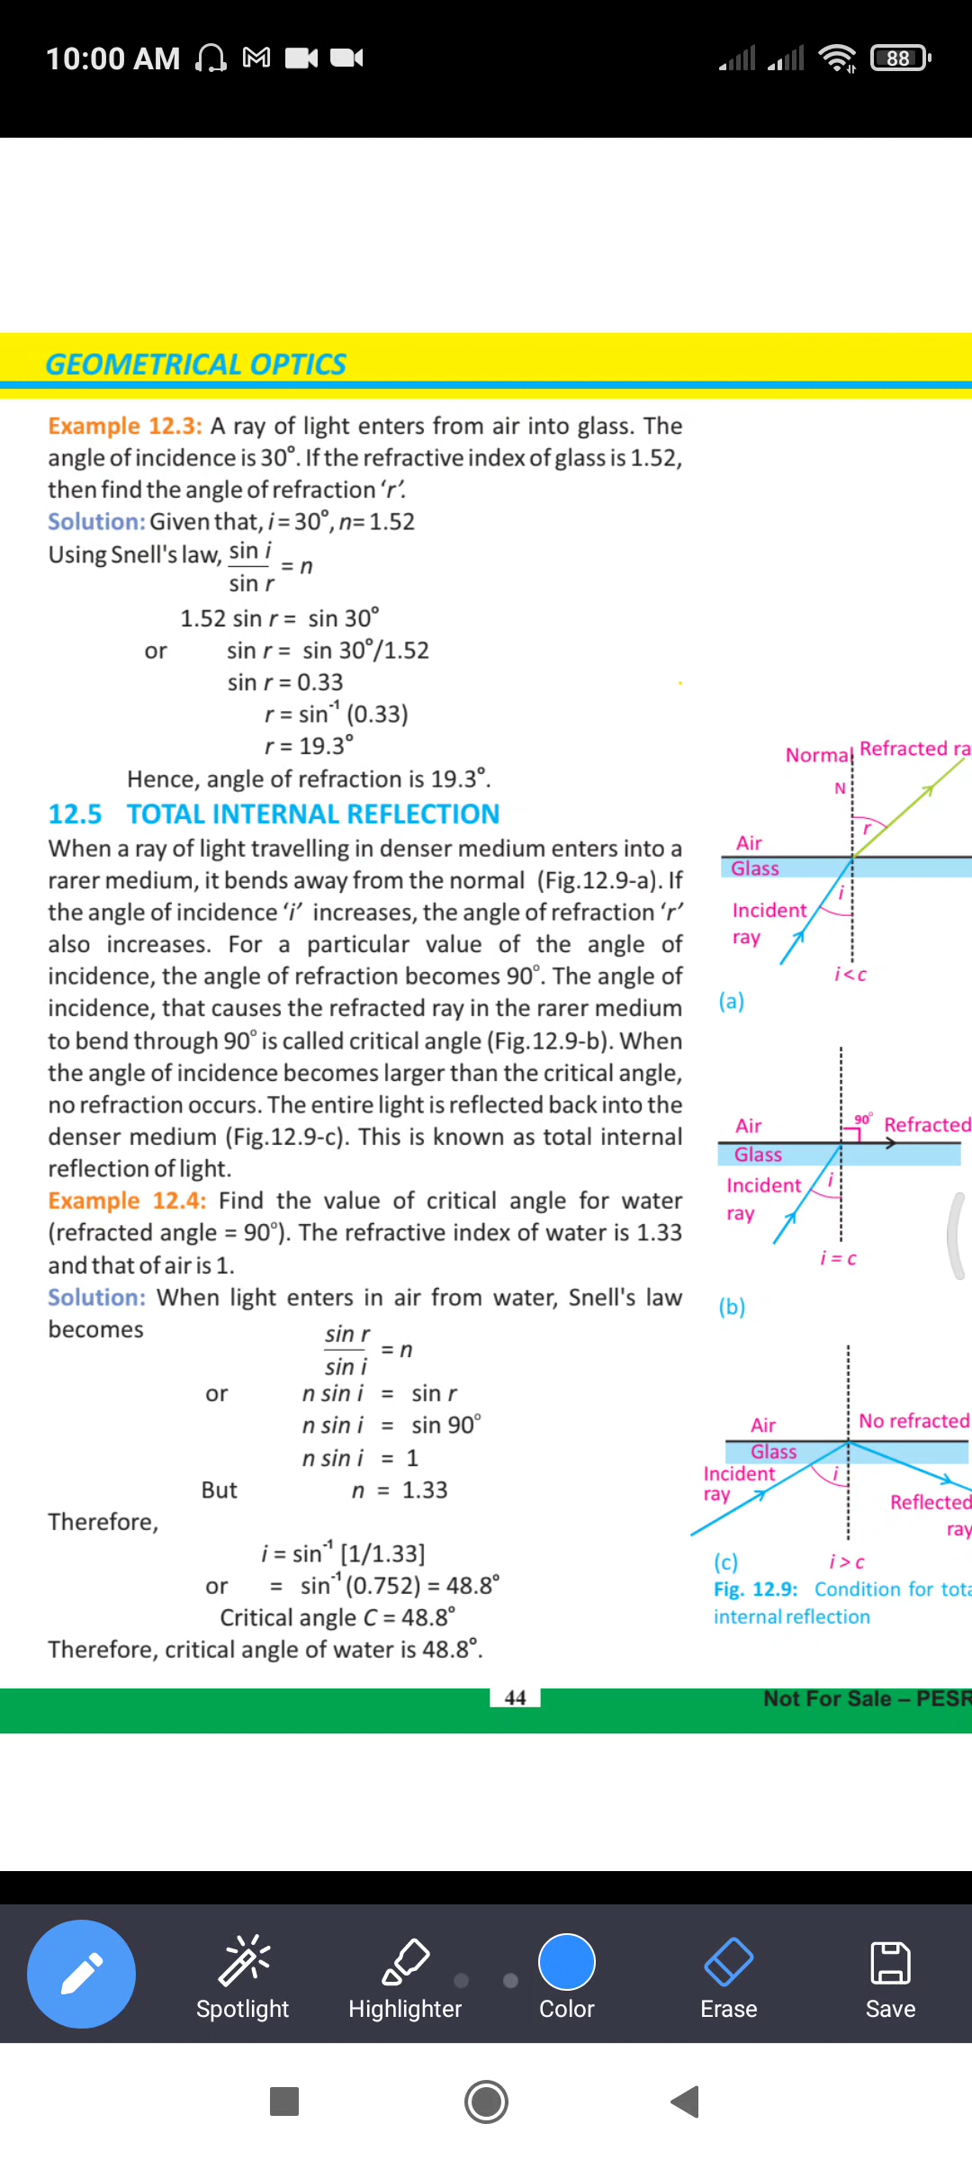 10:00 AM
88
GEOMETRICAL OPTICS
Example 12.3: A ray of light enters from air into glass. The
angle of incidence is 30°. If the refractive index of glass is 1.52,
then find the angle of refraction ‘r’.
Solution: Given that, i = 30°, n= 1.52
Using Snell's law, sin i / sin r = n
1.52 sin r = sin 30°
or sin r = sin 30°/1.52
sin r = 0.33
r = sin⁻¹ (0.33)
r = 19.3°
Hence, angle of refraction is 19.3°.
12.5 TOTAL INTERNAL REFLECTION
When a ray of light travelling in denser medium enters into a
rarer medium, it bends away from the normal (Fig.12.9-a). If
the angle of incidence ‘i’ increases, the angle of refraction ‘r’
also increases. For a particular value of the angle of
incidence, the angle of refraction becomes 90°. The angle of
incidence, that causes the refracted ray in the rarer medium
to bend through 90° is called critical angle (Fig.12.9-b). When
the angle of incidence becomes larger than the critical angle,
no refraction occurs. The entire light is reflected back into the
denser medium (Fig.12.9-c). This is known as total internal
reflection of light.
Example 12.4: Find the value of critical angle for water
(refracted angle = 90°). The refractive index of water is 1.33
and that of air is 1.
Solution: When light enters in air from water, Snell's law
becomes
sin r / sin i = n
or n sin i = sin r
n sin i = sin 90°
n sin i = 1
But n = 1.33
Therefore,
i = sin⁻¹ [1/1.33]
or = sin⁻¹ (0.752) = 48.8°
Critical angle C = 48.8°
Therefore, critical angle of water is 48.8°.
Normal Refracted ra
N
r
Air
Glass
i
Incident
ray
i < c
(a)
90° Refracted
Air
Glass
Incident i
ray
i = c
(b)
Air No refracted
Glass
Incident i
ray
Reflected
ray
(c) i > c
Fig. 12.9: Condition for tota
internal reflection
44
Not For Sale – PESR
Spotlight
Highlighter
Color
Erase
Save